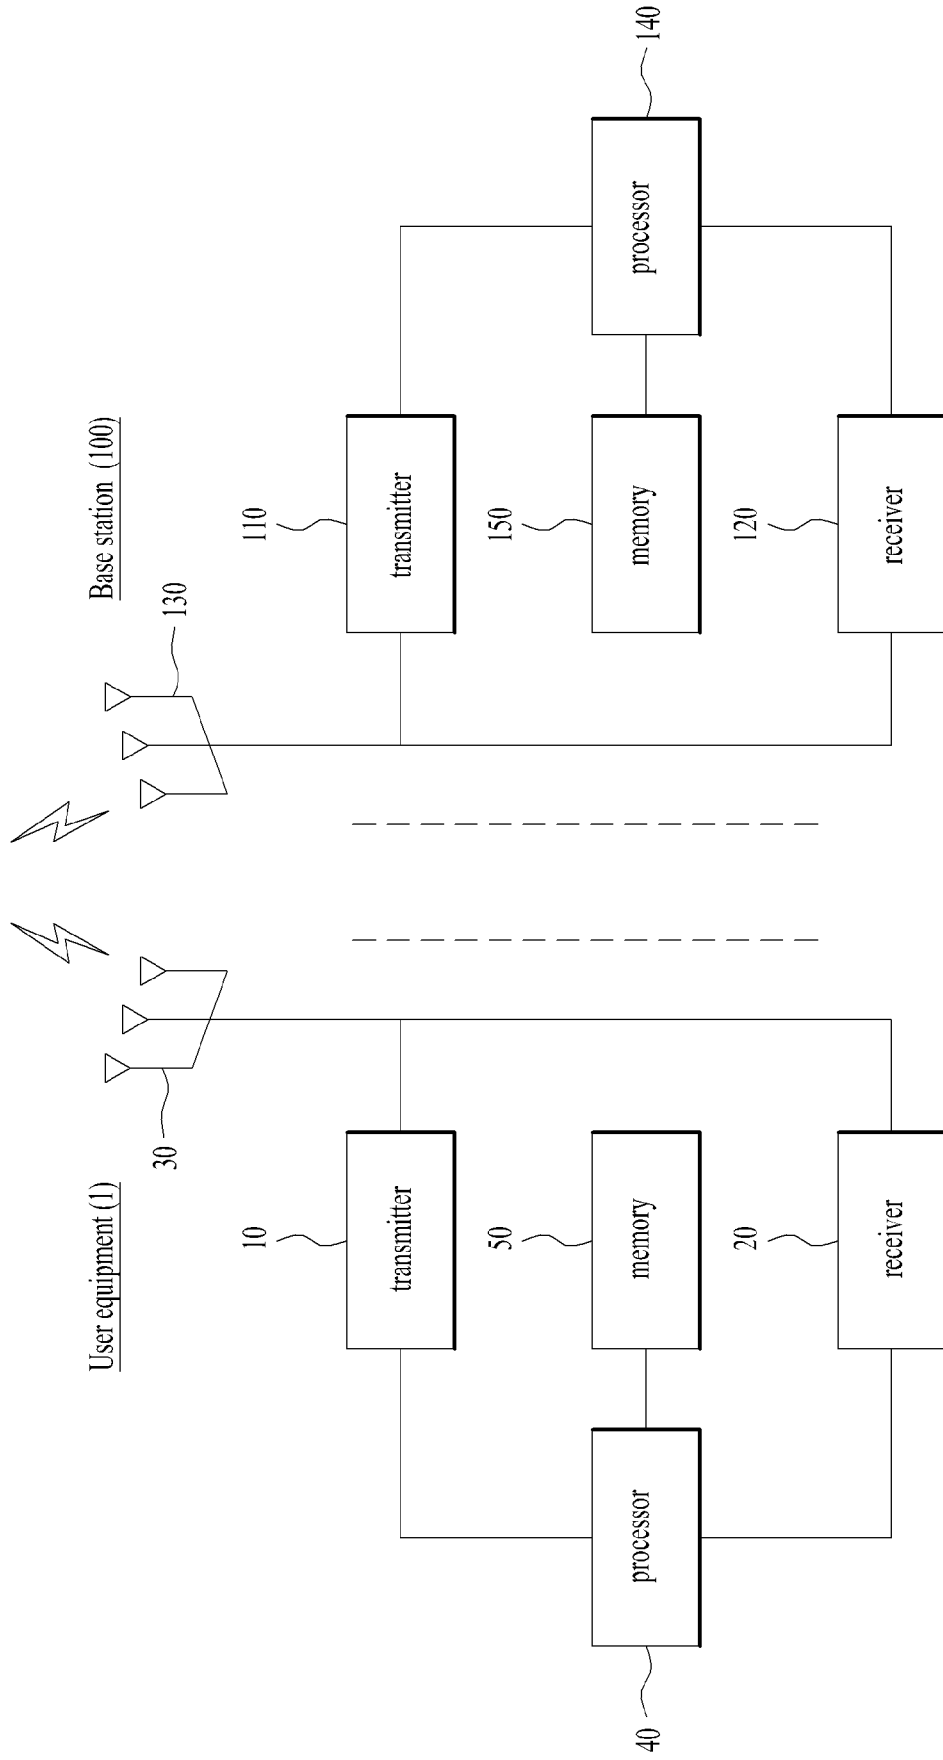 User equipment (1)
Base station (100)
30
130
10
transmitter
110
transmitter
40
processor
50
memory
150
memory
processor
140
20
receiver
120
receiver